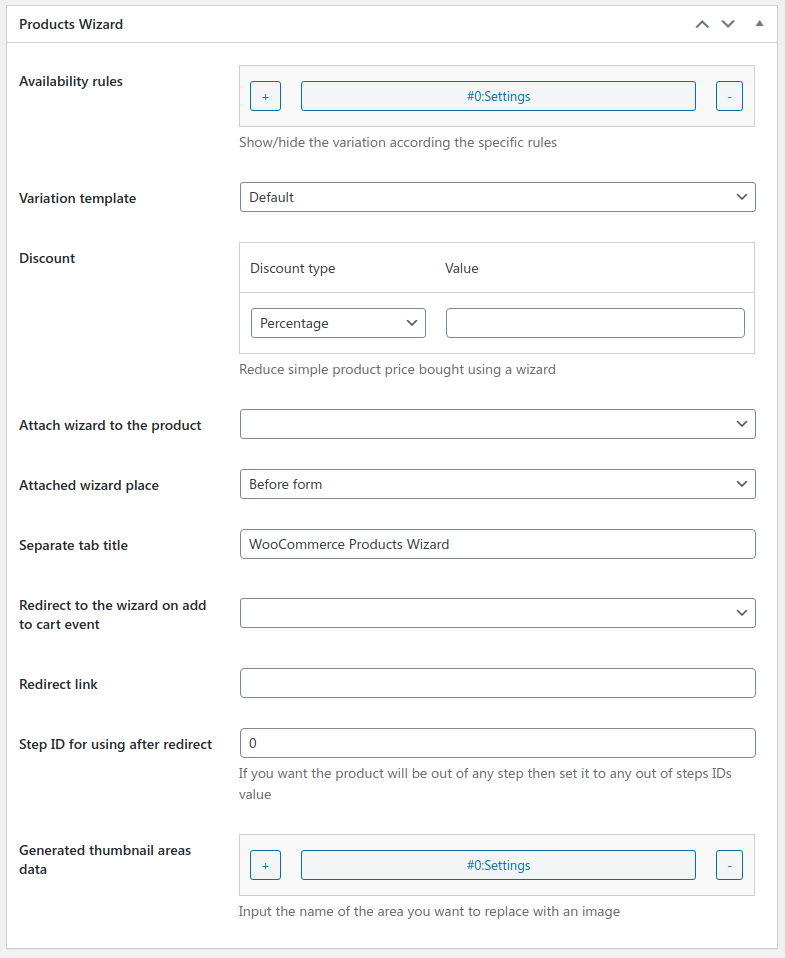 Products Wizard
Availability rules
+ #0:Settings -
Show/hide the variation according the specific rules
Variation template
Default
Discount
Discount type Value
Percentage
Reduce simple product price bought using a wizard
Attach wizard to the product
Attached wizard place
Before form
Separate tab title
WooCommerce Products Wizard
Redirect to the wizard on add
to cart event
Redirect link
Step ID for using after redirect
0
If you want the product will be out of any step then set it to any out of steps IDs
value
Generated thumbnail areas
data
+ #0:Settings -
Input the name of the area you want to replace with an image